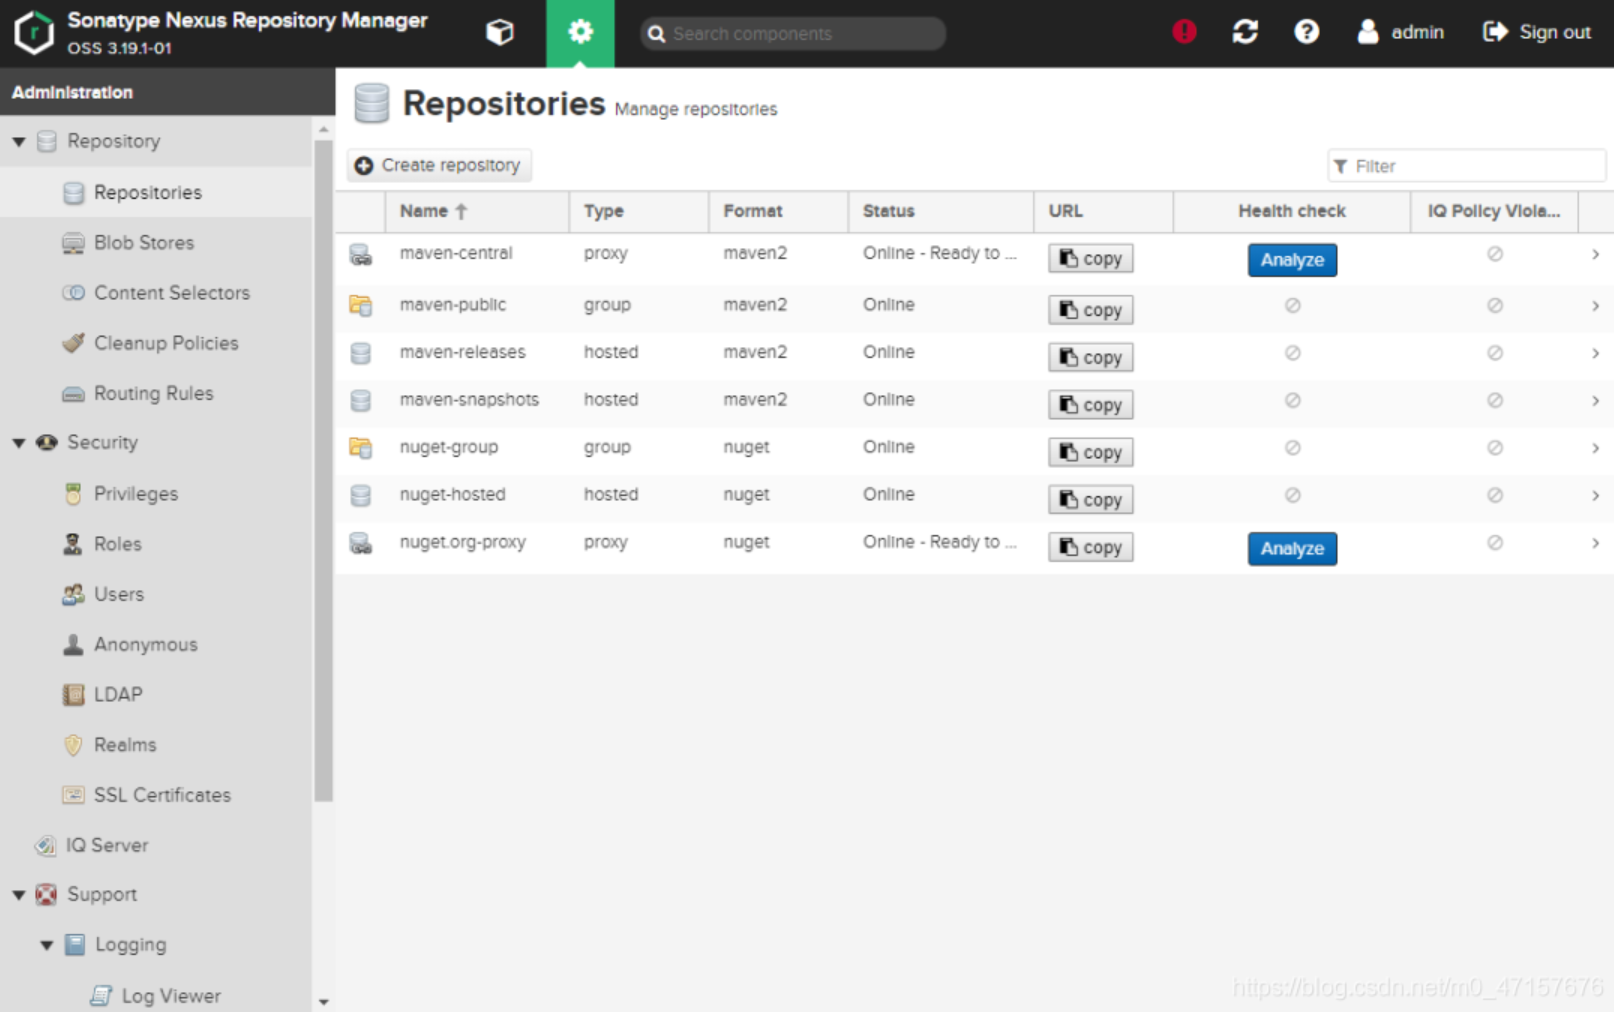 Sonatype Nexus Repository Manager
OSS 3.19.1-01
Search components
admin
Sign out
Administration
Repository
Repositories
Blob Stores
Content Selectors
Cleanup Policies
Routing Rules
Security
Privileges
Roles
Users
Anonymous
LDAP
Realms
SSL Certificates
IQ Server
Support
Logging
Log Viewer
Repositories Manage repositories
Create repository
Filter
Name Type Format Status URL Health check IQ Policy Viola...
maven-central proxy maven2 Online - Ready to ... copy Analyze
maven-public group maven2 Online copy
maven-releases hosted maven2 Online copy
maven-snapshots hosted maven2 Online copy
nuget-group group nuget Online copy
nuget-hosted hosted nuget Online copy
nuget.org-proxy proxy nuget Online - Ready to ... copy Analyze
https://blog.csdn.net/m0_47157676